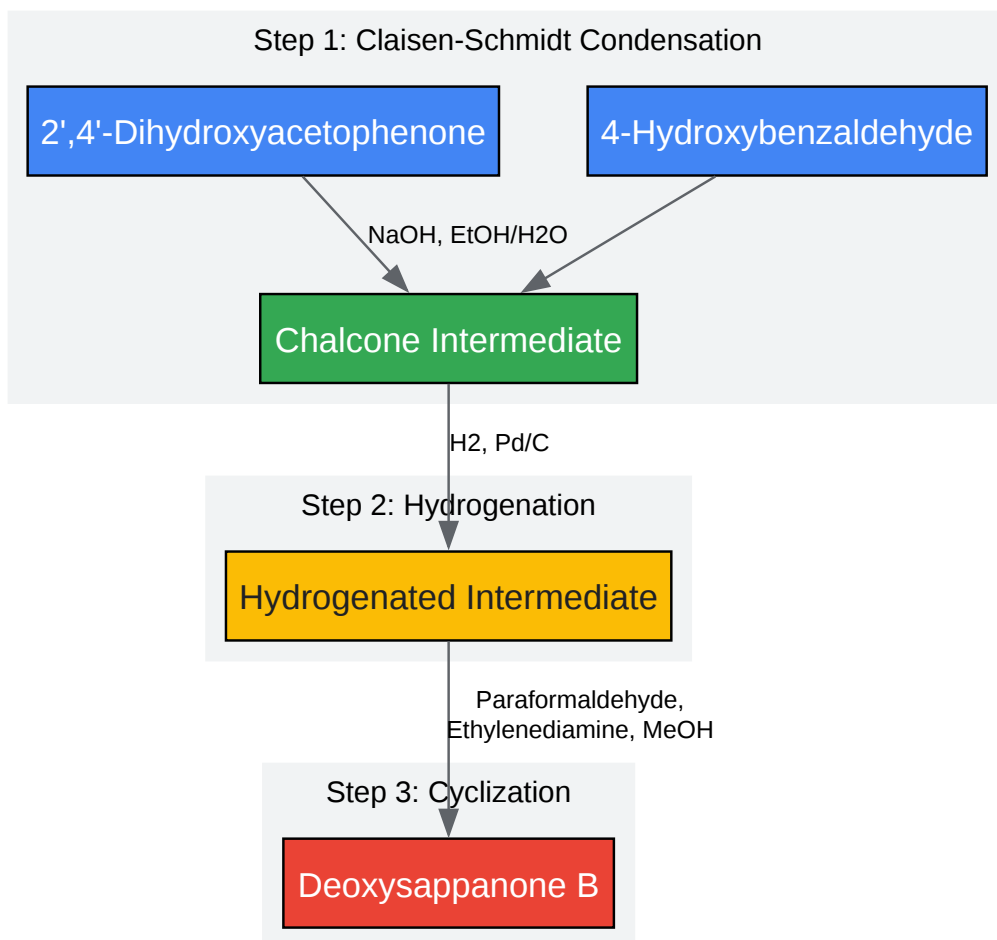 Step 1: Claisen-Schmidt Condensation
2',4'-Dihydroxyacetophenone
4-Hydroxybenzaldehyde
NaOH, EtOH/H2O
Chalcone Intermediate
H2, Pd/C
Step 2: Hydrogenation
Hydrogenated Intermediate
Paraformaldehyde,
Ethylenediamine, MeOH
Step 3: Cyclization
Deoxysappanone B